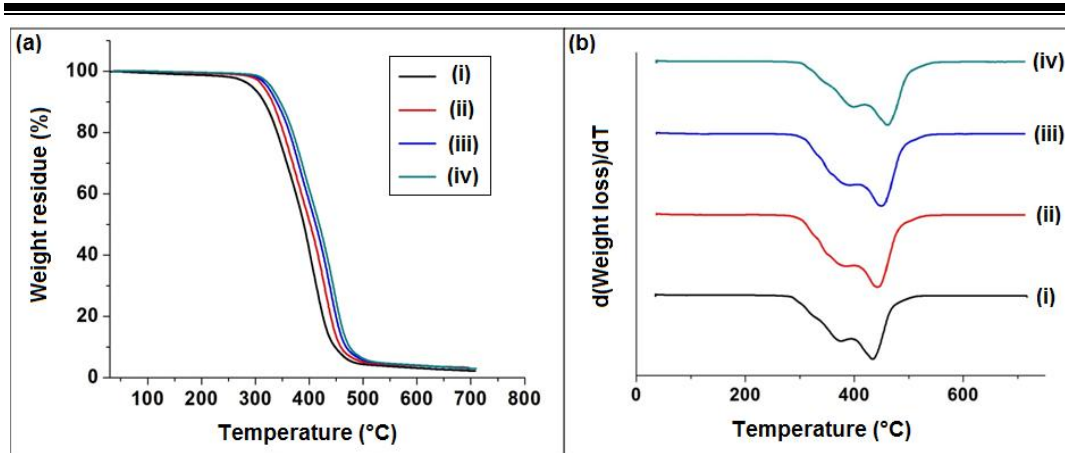 (a)
100
80
60
40
20
0
Weight residue (%)
(i)
(ii)
(iii)
(iv)
100 200 300 400 500 600 700 800
Temperature (°C)
(b)
d(Weight loss)/dT
(iv)
(iii)
(ii)
(i)
0 200 400 600
Temperature (°C)